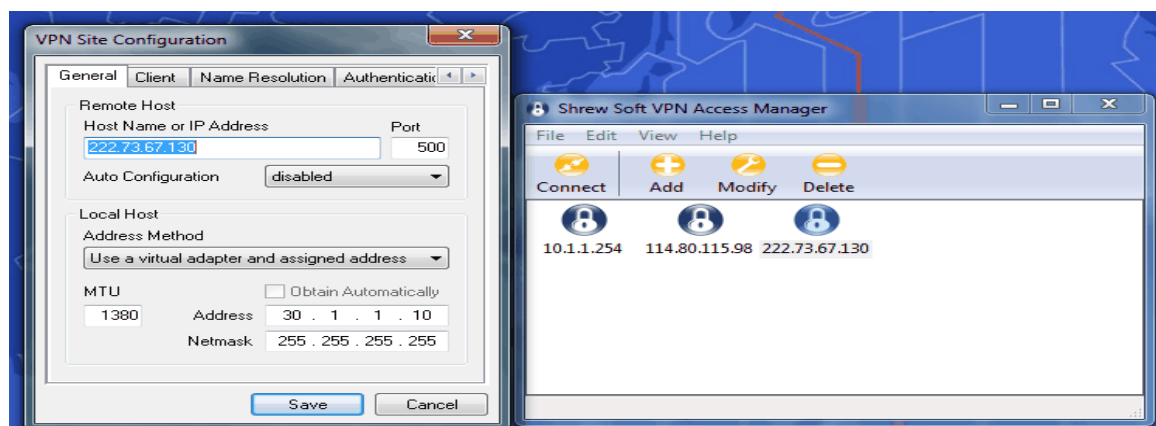 VPN Site Configuration
General Client Name Resolution Authenticatic
Remote Host
Host Name or IP Address Port
222.73.67.130 500
Auto Configuration disabled
Local Host
Address Method
Use a virtual adapter and assigned address
MTU Obtain Automatically
1380 Address 30 . 1 . 1 . 10
Netmask 255 . 255 . 255 . 255
Save Cancel
Shrew Soft VPN Access Manager
File Edit View Help
Connect Add Modify Delete
10.1.1.254 114.80.115.98 222.73.67.130